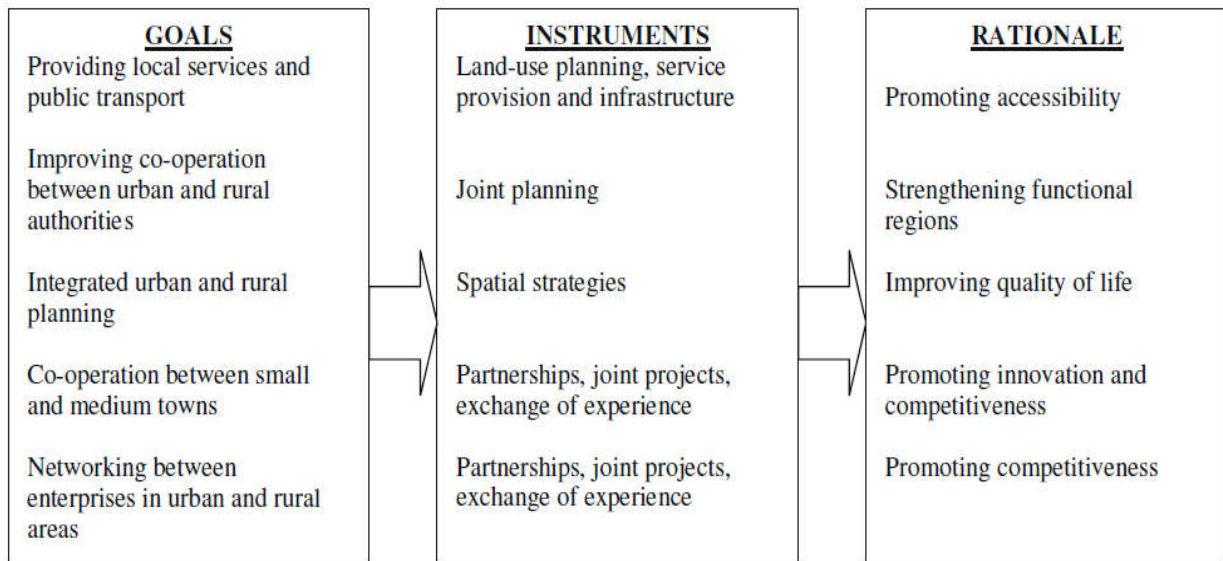 GOALS
Providing local services and
public transport
Improving co-operation
between urban and rural
authorities
Integrated urban and rural
planning
Co-operation between small
and medium towns
Networking between
enterprises in urban and rural
areas
INSTRUMENTS
Land-use planning, service
provision and infrastructure
Joint planning
Spatial strategies
Partnerships, joint projects,
exchange of experience
Partnerships, joint projects,
exchange of experience
RATIONALE
Promoting accessibility
Strengthening functional
regions
Improving quality of life
Promoting innovation and
competitiveness
Promoting competitiveness